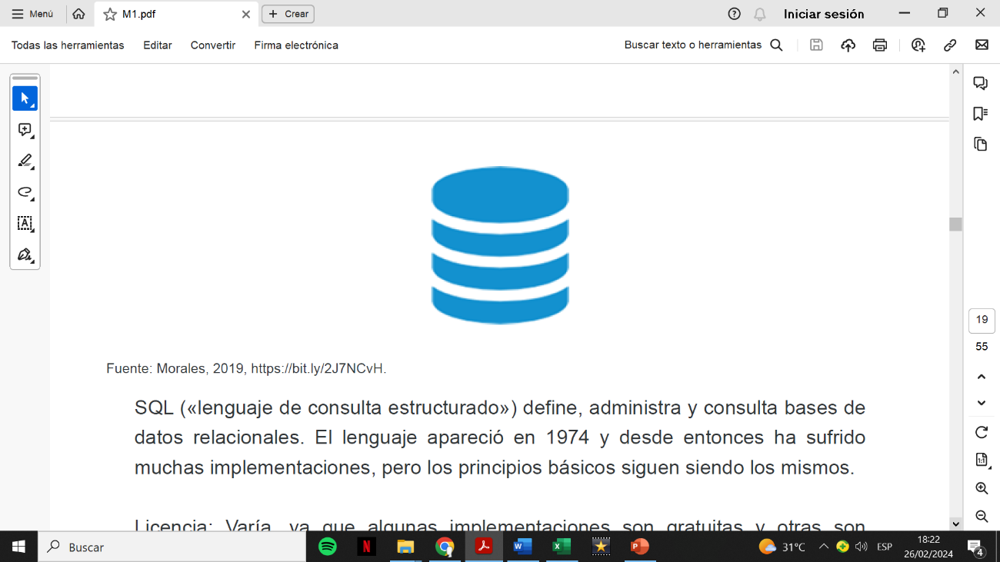 Menú
M1.pdf
Crear
Iniciar sesión
Todas las herramientas
Editar
Convertir
Firma electrónica
Buscar texto o herramientas
Fuente: Morales, 2019, https://bit.ly/2J7NCvH.
SQL («lenguaje de consulta estructurado») define, administra y consulta bases de
datos relacionales. El lenguaje apareció en 1974 y desde entonces ha sufrido
muchas implementaciones, pero los principios básicos siguen siendo los mismos.
Licencia: Varía, ya que algunas implementaciones son gratuitas y otras son
19
55
Buscar
31°C
ESP
18:22
26/02/2024
4